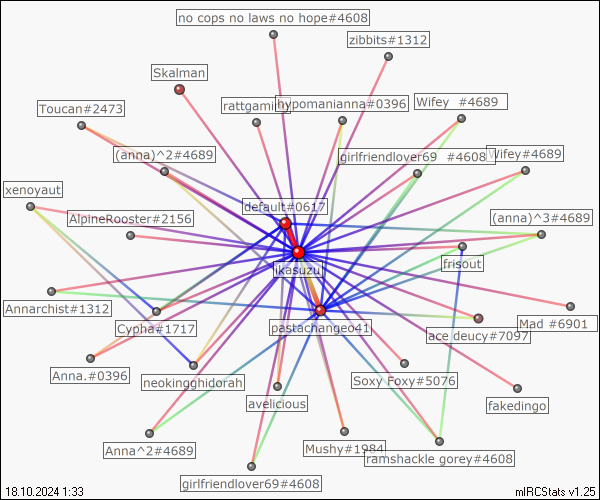 no cops no laws no hope#4608
zibbits#1312
Skalman
Toucan#2473
hypomanianna#0396
Wifey #4689
(anna)^2#4689
girlfriendlover69 #4608
Wifey#4689
xenoyaut
default#0617
AlpineRooster#2156
(anna)^3#4689
ikasuzu\
frisout
Annarchist#1312
Cypha#1717
pastachangeo41
ace deucy#7097
Mad #6901
Anna.#0396
neokingghidorah
Soxy Foxy#5076
avelicious
fakedingo
Anna^2#4689
Mushy#1984
ramshackle gorey#4608
girlfriendlover69#4608
18.10.2024 1:33
mIRCStats v1.25